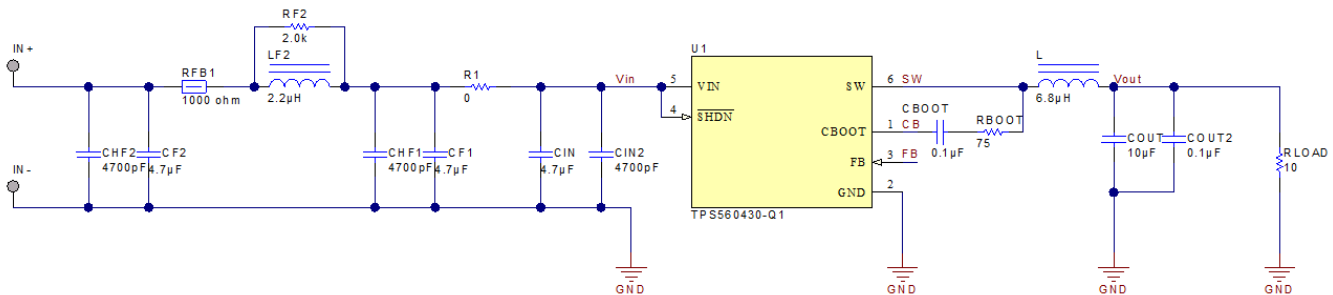 IN+
RFB1
1000 ohm
RF2
2.0k
LF2
2.2µH
R1
0
Vin
U1
5
VIN
4
SHDN
SW
6
SW
CBOOT
1
CB
FB
3
FB
GND
2
TPS560430-Q1
CBOOT
0.1µF
RBOOT
75
L
6.8µH
Vout
IN-
CHF2
4700pF
CF2
4.7µF
CHF1
4700pF
CF1
4.7µF
CIN
4.7µF
CIN2
4700pF
COUT
10µF
COUT2
0.1µF
RLOAD
10
GND
GND
GND
GND